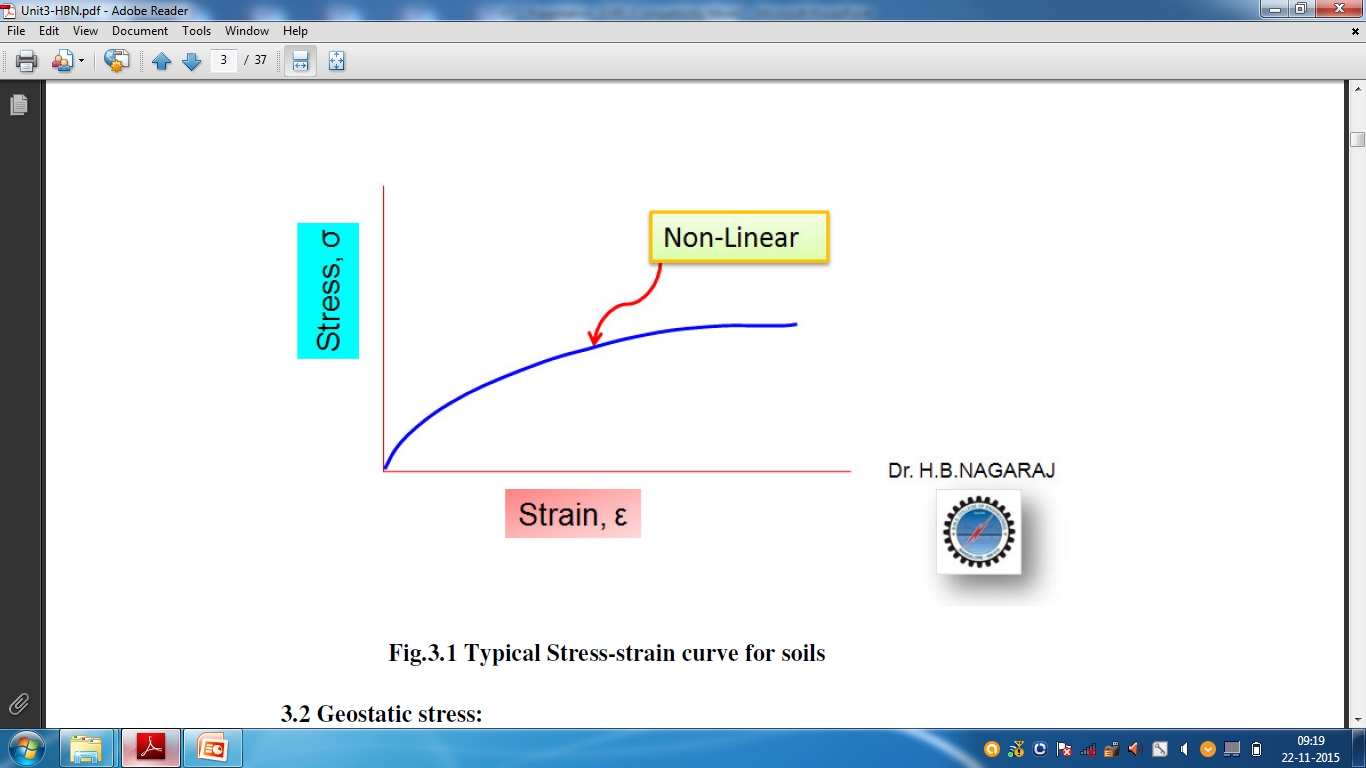 Unit3-HBN.pdf - Adobe Reader
File Edit View Document Tools Window Help
3 / 37
Non-Linear
Stress, σ
Strain, ε
Dr. H.B.NAGARAJ
Fig.3.1 Typical Stress-strain curve for soils
3.2 Geostatic stress:
09:19
22-11-2015